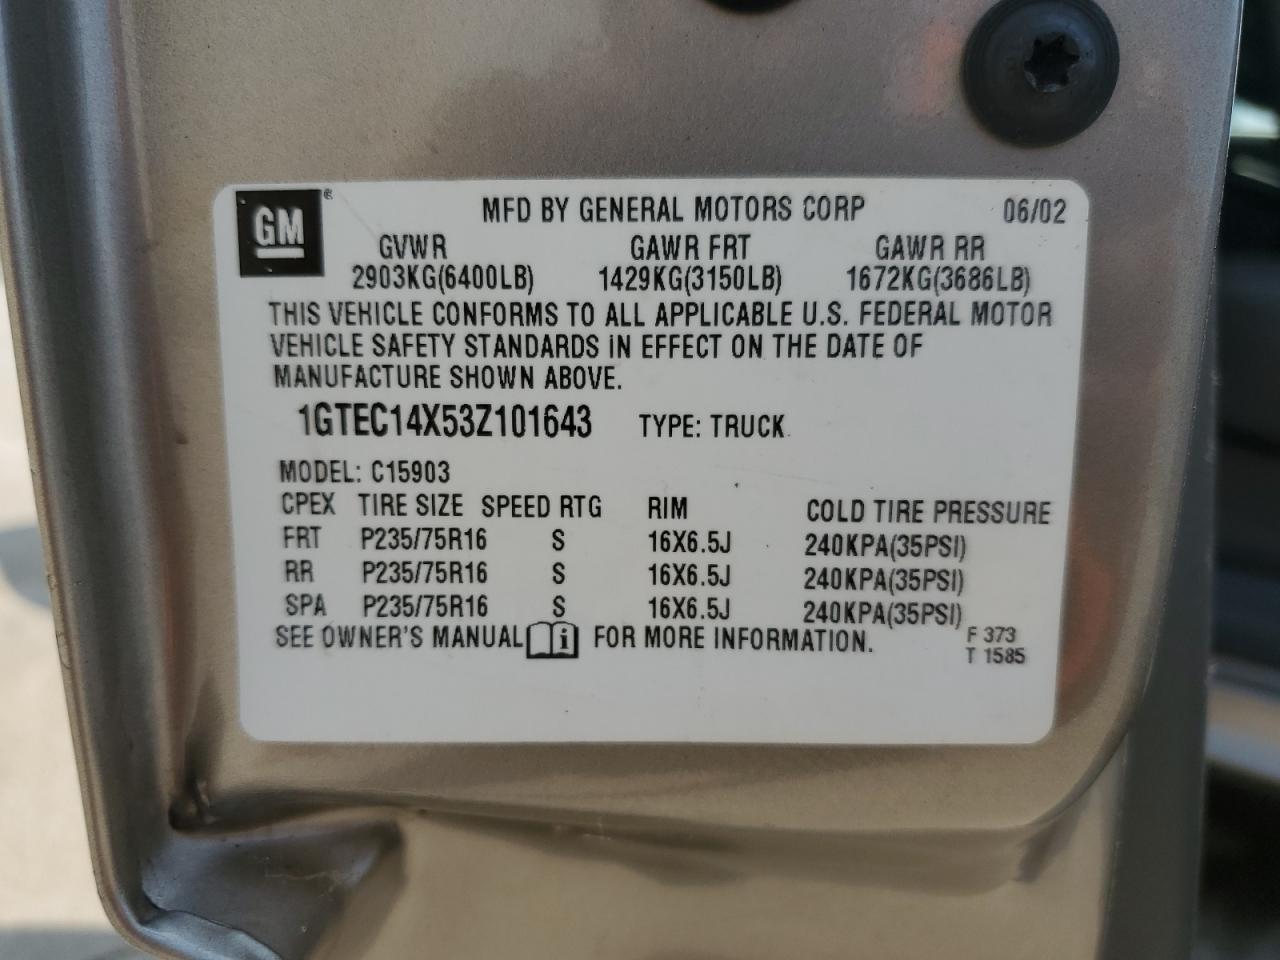 GM ® MFD BY GENERAL MOTORS CORP 06/02
GVWR GAWR FRT GAWR RR
2903KG(6400LB) 1429KG(3150LB) 1672KG(3686LB)
THIS VEHICLE CONFORMS TO ALL APPLICABLE U.S. FEDERAL MOTOR
VEHICLE SAFETY STANDARDS IN EFFECT ON THE DATE OF
MANUFACTURE SHOWN ABOVE.
1GTEC14X53Z101643 TYPE: TRUCK
MODEL: C15903
CPEX TIRE SIZE SPEED RTG RIM COLD TIRE PRESSURE
FRT P235/75R16 S 16X6.5J 240KPA(35PSI)
RR P235/75R16 S 16X6.5J 240KPA(35PSI)
SPA P235/75R16 S 16X6.5J 240KPA(35PSI)
SEE OWNER'S MANUAL i FOR MORE INFORMATION.
F 373
T 1585